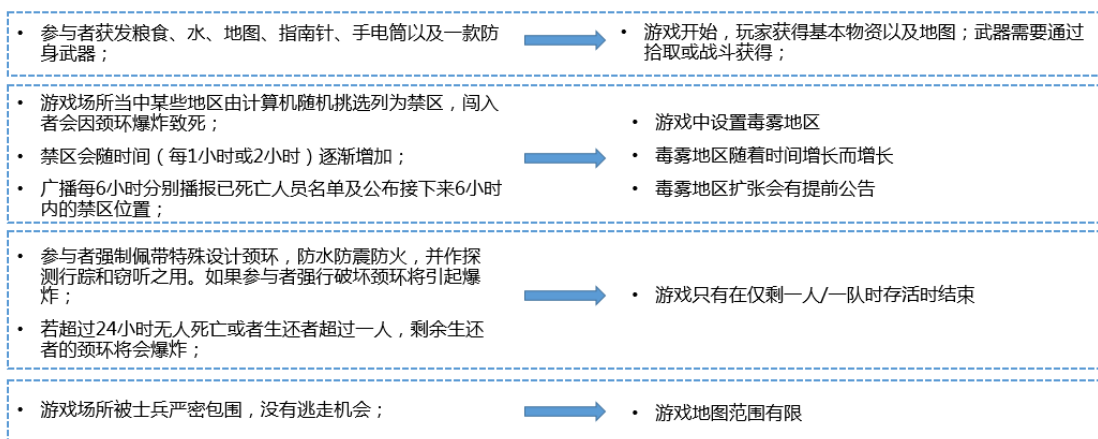 • 参与者获发粮食、水、地图、指南针、手电筒以及一款防
身武器；
• 游戏开始，玩家获得基本物资以及地图；武器需要通过
拾取或战斗获得；
• 游戏场所当中某些地区由计算机随机挑选列为禁区，闯入
者会因颈环爆炸致死；
• 禁区会随时间（每1小时或2小时）逐渐增加；
• 广播每6小时分别播报已死亡人员名单及公布接下来6小时
内的禁区位置；
• 游戏中设置毒雾地区
• 毒雾地区随着时间增长而增长
• 毒雾地区扩张会有提前公告
• 参与者强制佩带特殊设计颈环，防水防震防火，并作探
测行踪和窃听之用。如果参与者强行破坏颈环将引起爆
炸；
• 若超过24小时无人死亡或者生还者超过一人，剩余生还
者的颈环将会爆炸；
• 游戏只有在仅剩一人/一队时存活时结束
• 游戏场所被士兵严密包围，没有逃走机会；
• 游戏地图范围有限